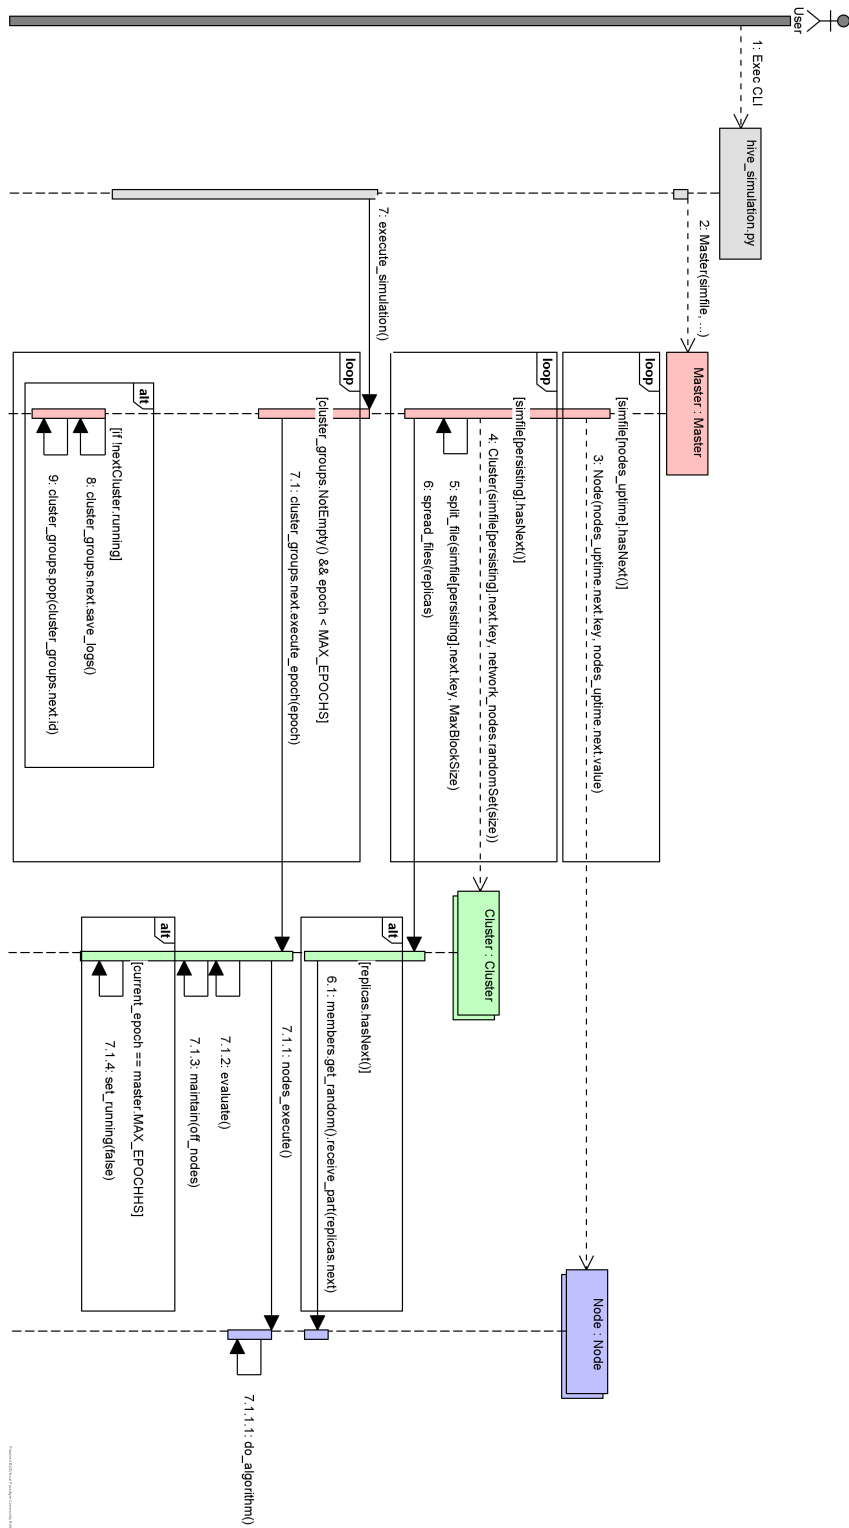 User
1: Exec CLI
hive_simulation.py
2: Master(simfile, ...)
Master : Master
loop
[simfile[nodes_uptime].hasNext()]
3: Node(nodes_uptime.next.key, nodes_uptime.next.value)
Node : Node
loop
[simfile[persisting].hasNext()]
4: Cluster(simfile[persisting].next.key, network_nodes.randomSet(size))
Cluster : Cluster
5: split_file(simfile[persisting].next.key, MaxBlockSize)
6: spread_files(replicas)
alt
[replicas.hasNext()]
6.1: members.get_random().receive_part(replicas.next)
7: execute_simulation()
loop
[cluster_groups.NotEmpty() && epoch < MAX_EPOCHS]
7.1: cluster_groups.next.execute_epoch(epoch)
7.1.1: nodes_execute()
7.1.1.1: do_algorithm()
7.1.2: evaluate()
7.1.3: maintain(off_nodes)
alt
[current_epoch == master.MAX_EPOCHHS]
7.1.4: set_running(false)
alt
[if !nextCluster.running]
8: cluster_groups.next.save_logs()
9: cluster_groups.pop(cluster_groups.next.id)